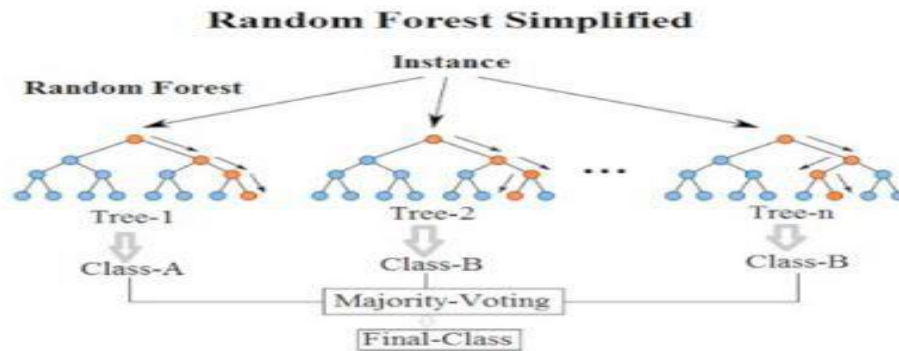 Random Forest Simplified
Instance
Random Forest
...
Tree-1 Tree-2 Tree-n
Class-A Class-B Class-B
Majority-Voting
Final-Class